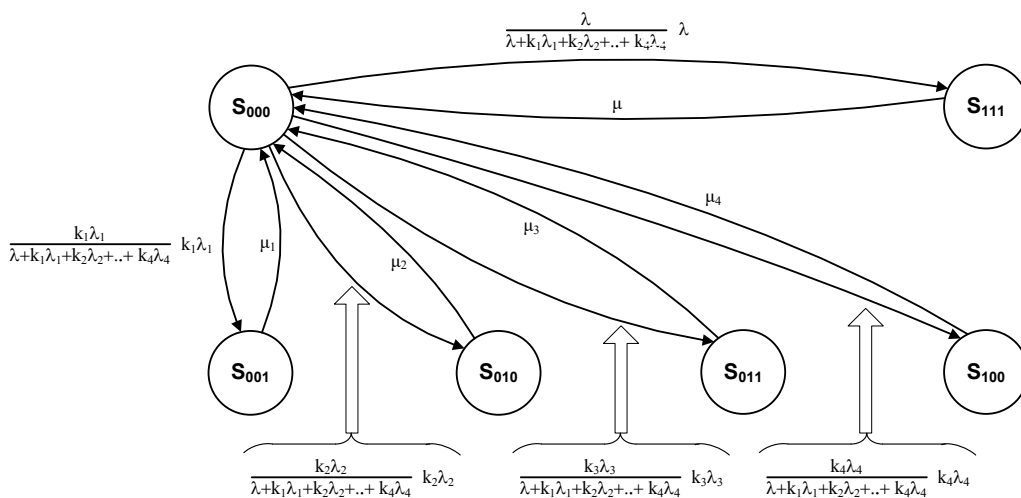 λ
λ+k₁λ₁+k₂λ₂+..+ k₄λ₄ λ
S₀₀₀
μ
S₁₁₁
k₁λ₁
λ+k₁λ₁+k₂λ₂+..+ k₄λ₄ k₁λ₁
μ₁
μ₂
μ₃
μ₄
S₀₀₁
S₀₁₀
S₀₁₁
S₁₀₀
k₂λ₂
λ+k₁λ₁+k₂λ₂+..+ k₄λ₄ k₂λ₂
k₃λ₃
λ+k₁λ₁+k₂λ₂+..+ k₄λ₄ k₃λ₃
k₄λ₄
λ+k₁λ₁+k₂λ₂+..+ k₄λ₄ k₄λ₄